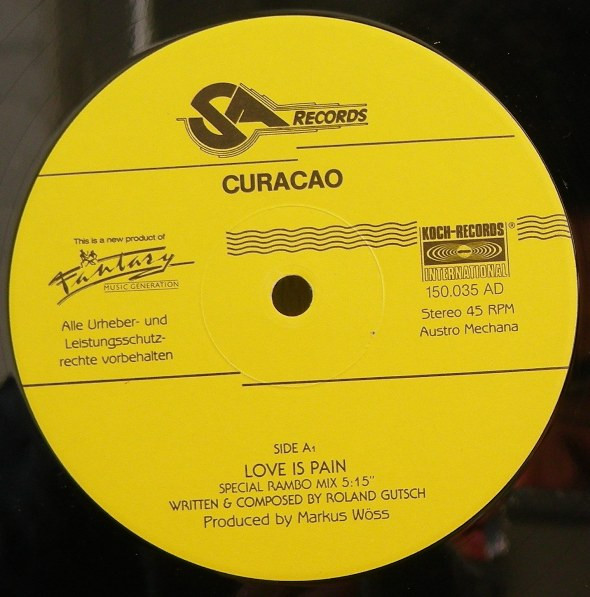 SA RECORDS
CURACAO
This is a new product of
Fantasy
MUSIC GENERATION
Alle Urheber- und
Leistungsschutz-
rechte vorbehalten
KOCH-RECORDS®
INTERNATIONAL
150.035 AD
Stereo 45 RPM
Austro Mechana
SIDE A1
LOVE IS PAIN
SPECIAL RAMBO MIX 5:15"
WRITTEN & COMPOSED BY ROLAND GUTSCH
Produced by Markus Wöss